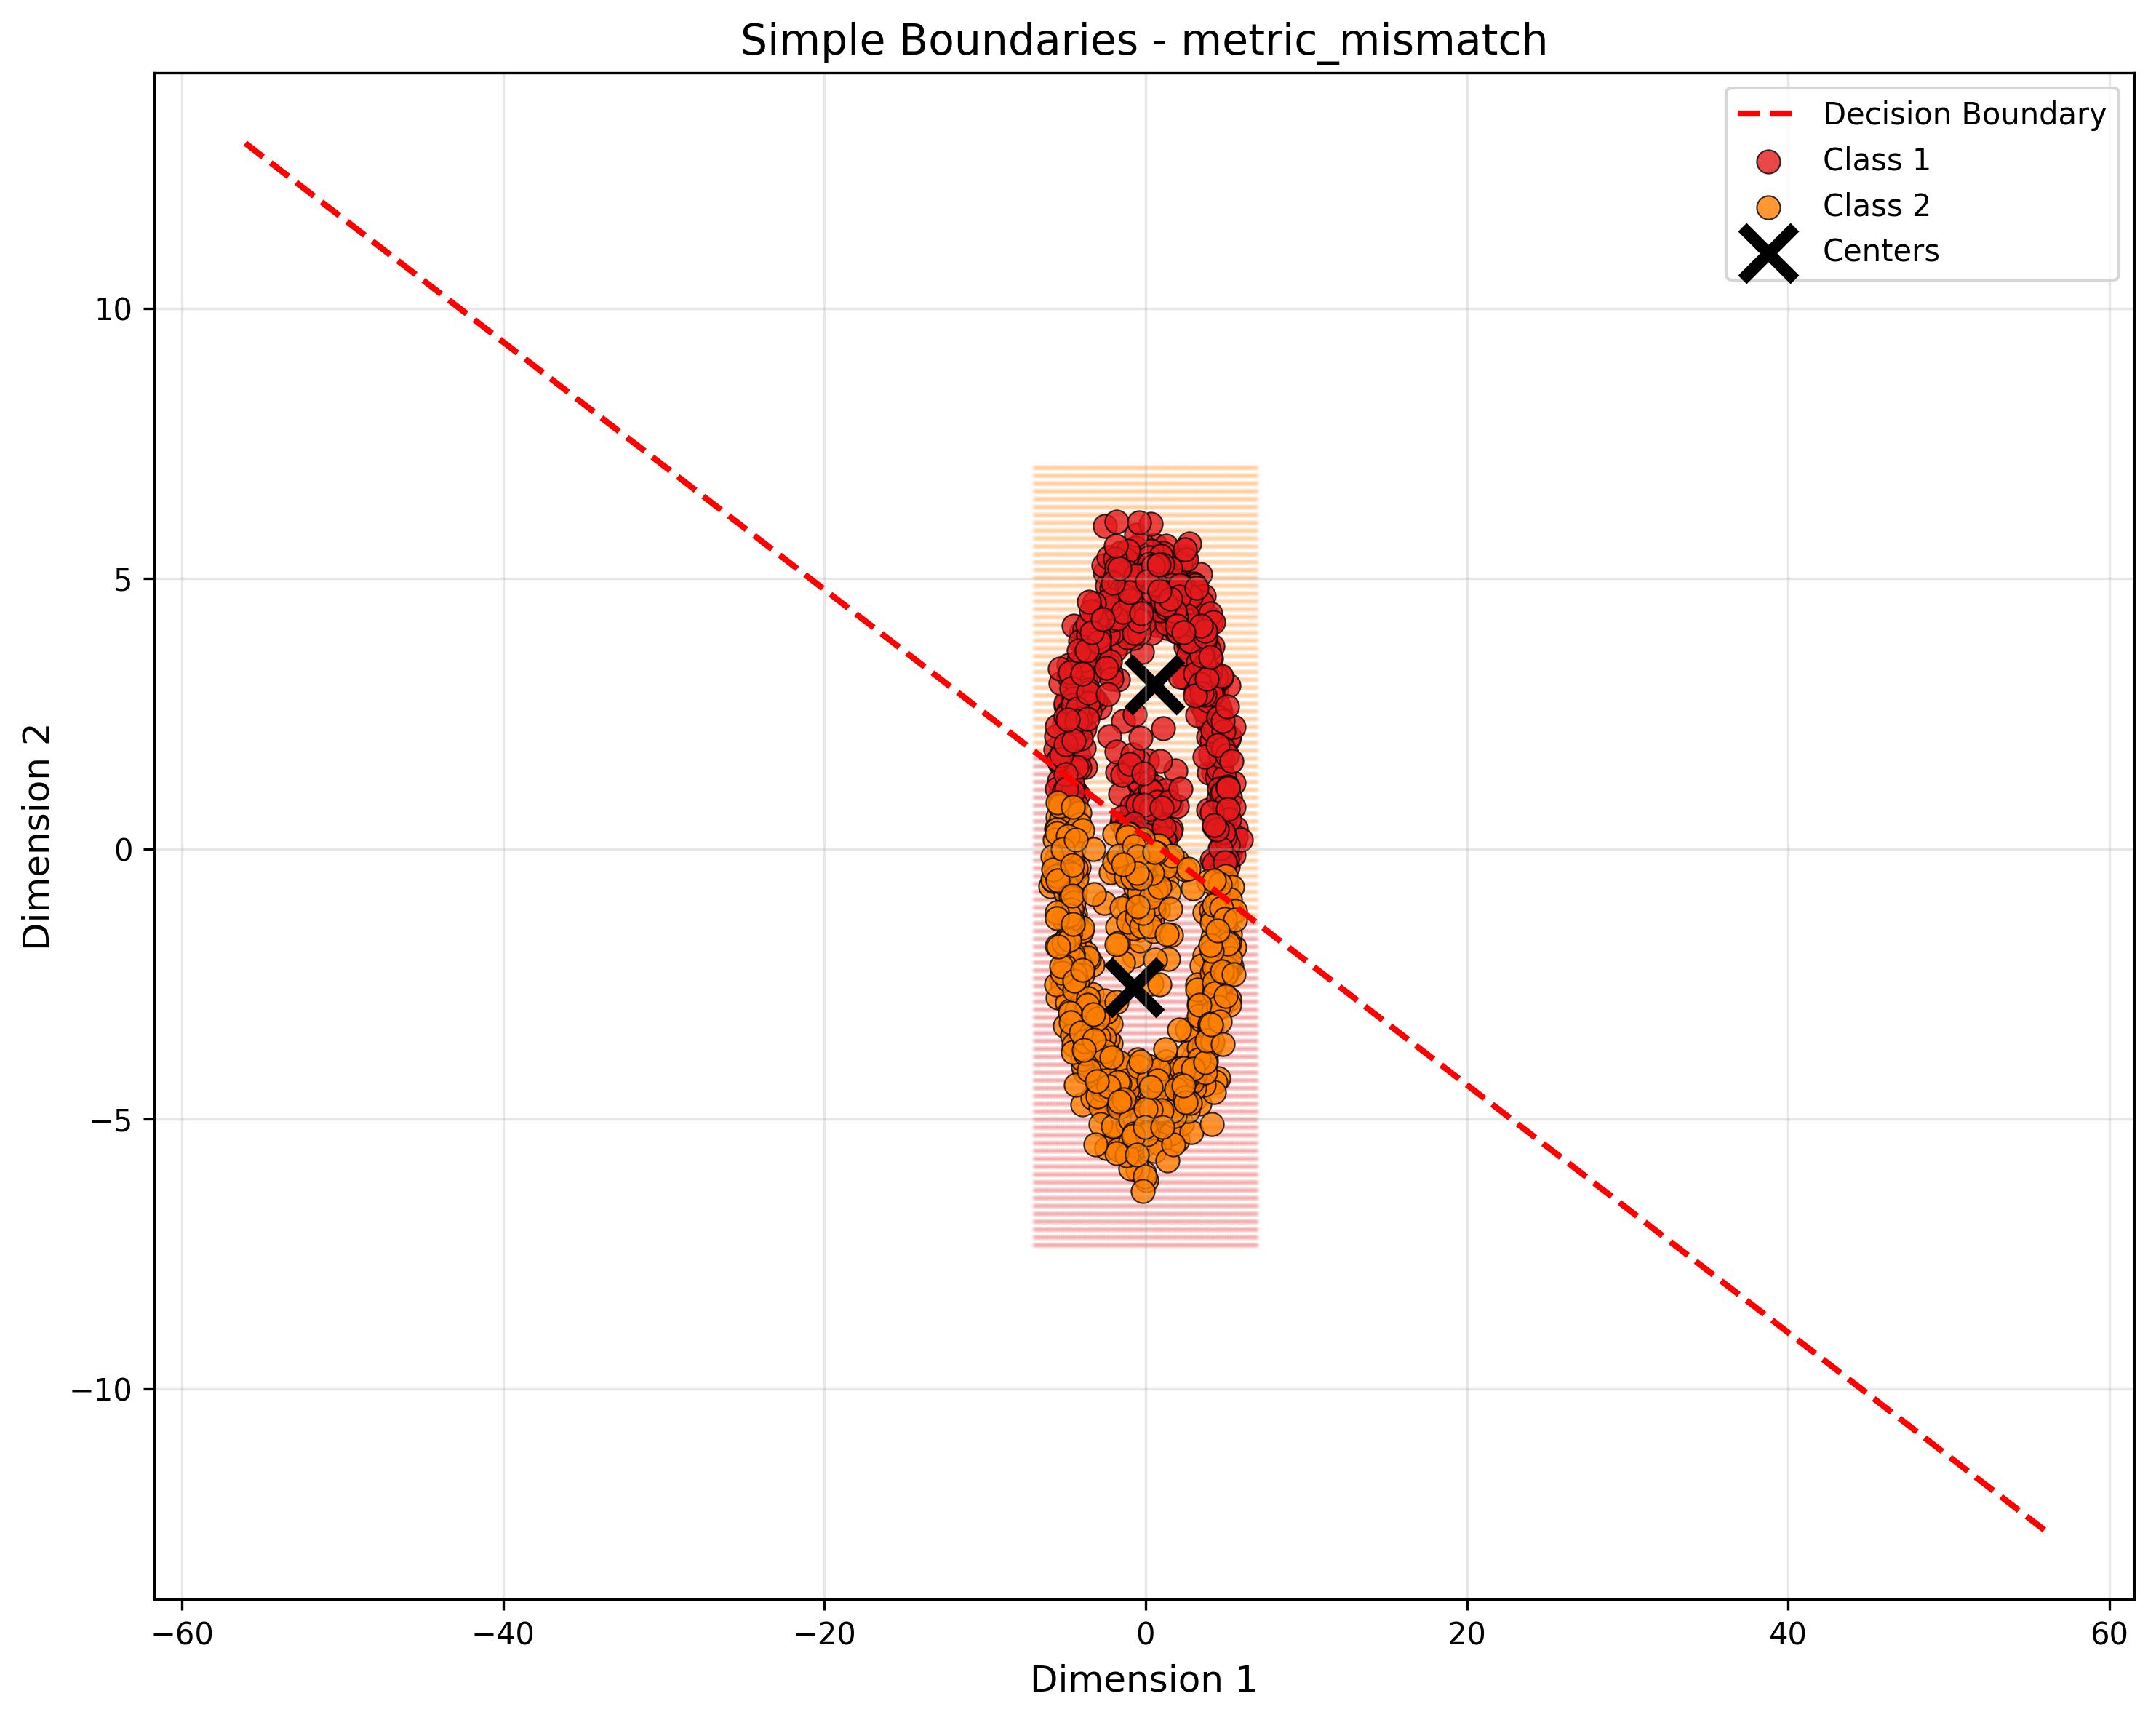 Simple Boundaries - metric_mismatch
Decision Boundary
Class 1
Class 2
Centers
Dimension 2
10
5
0
−5
−10
−60
−40
−20
0
20
40
60
Dimension 1